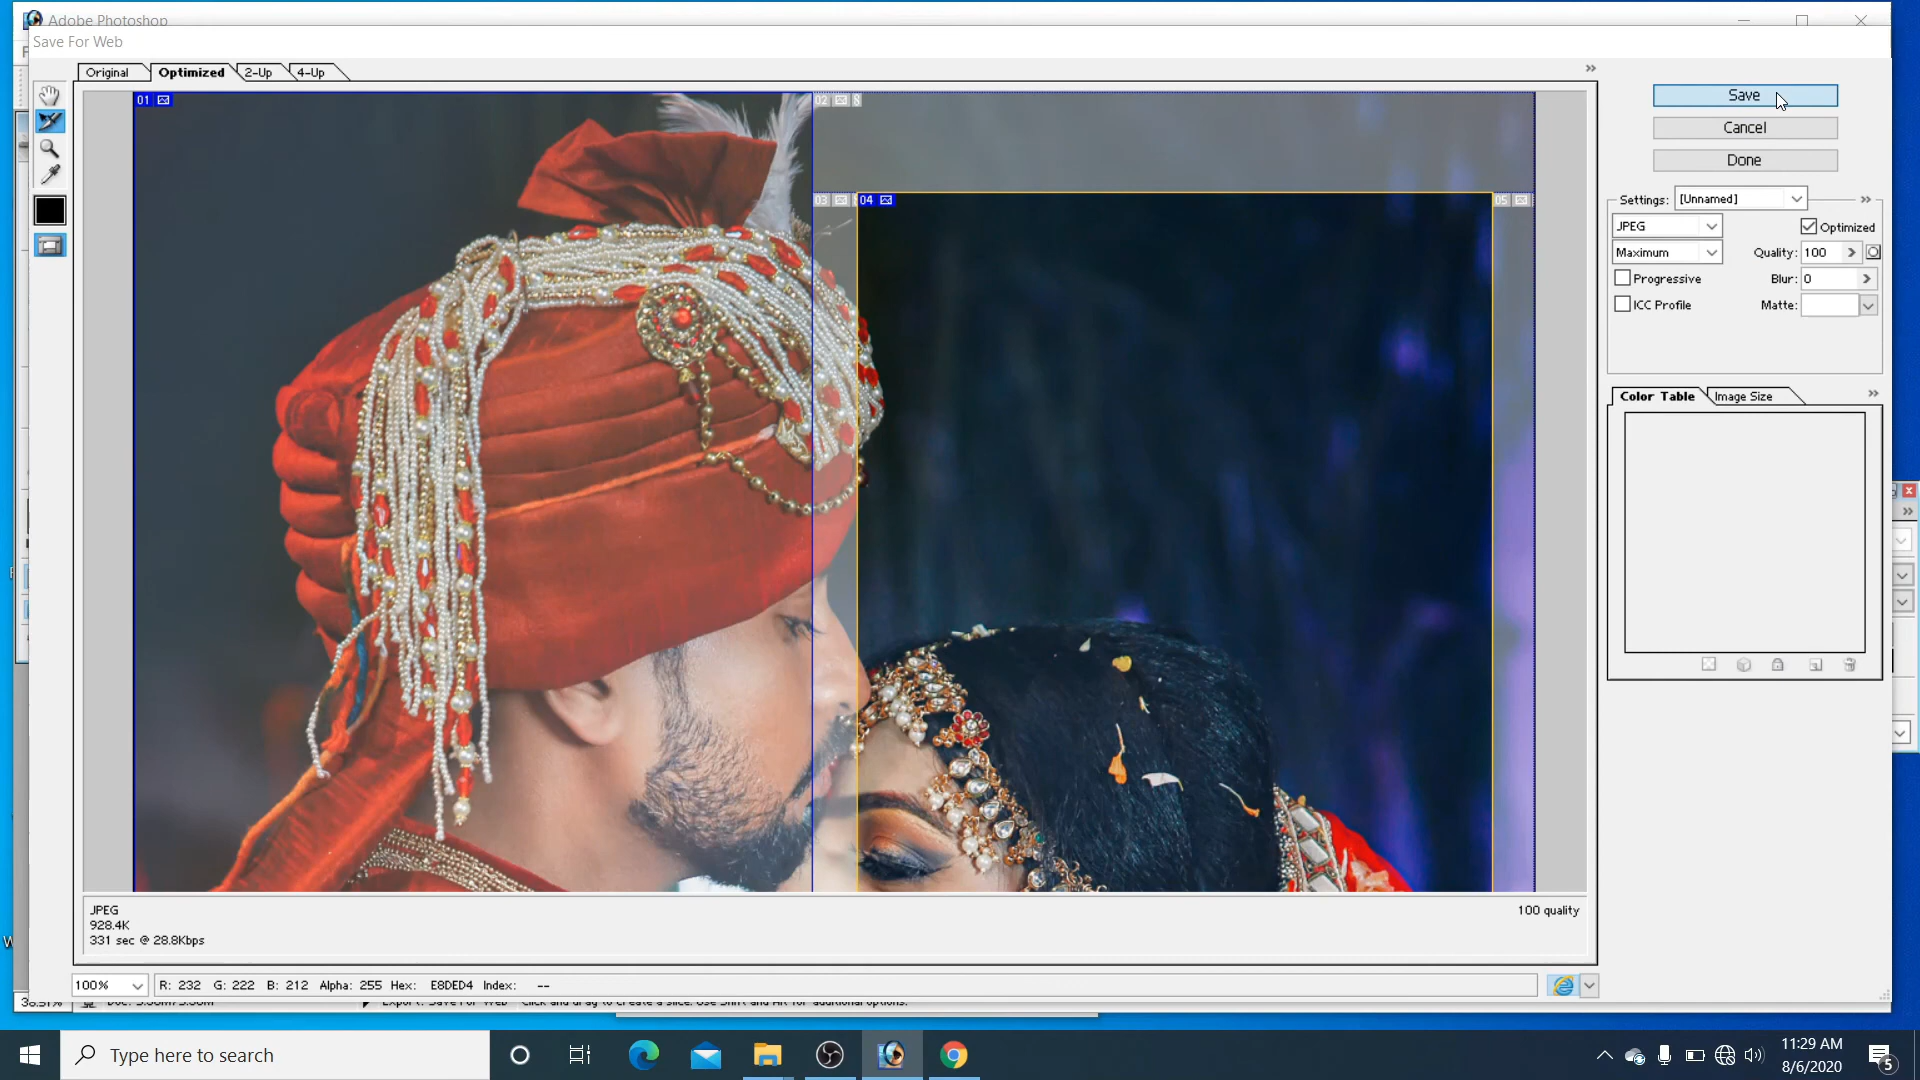 Adobe Photoshop
Save For Web
Original
Optimized
2-Up
4-Up
01
02
03
04
05
Save
Cancel
Done
Settings: [Unnamed]
JPEG
Optimized
Maximum
Quality: 100
Progressive
Blur: 0
ICC Profile
Matte:
Color Table
Image Size
JPEG
928.4K
331 sec @ 28.8Kbps
100 quality
100%
R: 232 G: 222 B: 212 Alpha: 255 Hex: E8DED4 Index: --
Type here to search
11:29 AM
8/6/2020
5